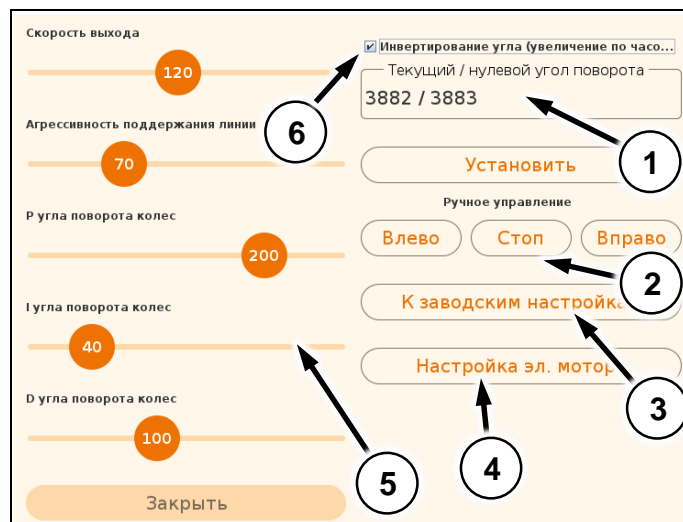 Скорость выхода
120
Агрессивность поддержания линии
70
P угла поворота колес
200
I угла поворота колес
40
D угла поворота колес
100
Закрыть
Инвертирование угла (увеличение по часо...
Текущий / нулевой угол поворота
3882 / 3883
Установить
Ручное управление
Влево Стоп Вправо
К заводским настройка
Настройка эл. мотор
6
1
2
3
4
5